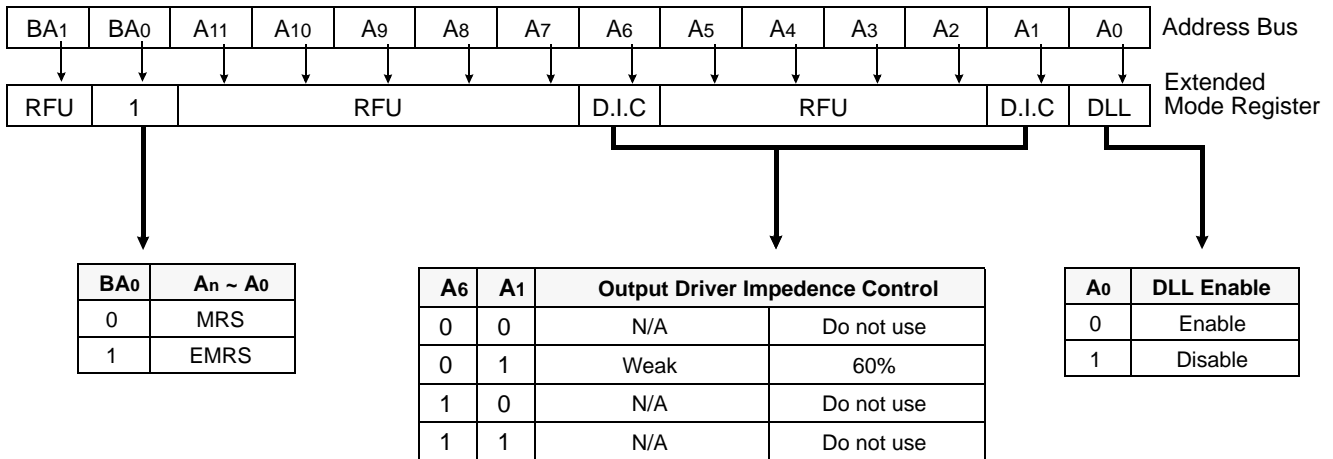 BA1 BA0 A11 A10 A9 A8 A7 A6 A5 A4 A3 A2 A1 A0 Address Bus
RFU 1 RFU D.I.C RFU D.I.C DLL Extended
Mode Register
BA0 An ~ A0
0 MRS
1 EMRS
A6 A1 Output Driver Impedence Control
0 0 N/A Do not use
0 1 Weak 60%
1 0 N/A Do not use
1 1 N/A Do not use
A0 DLL Enable
0 Enable
1 Disable